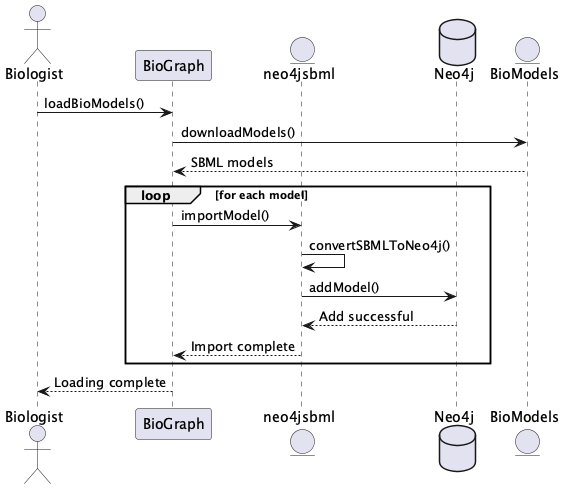 Biologist BioGraph neo4jsbml Neo4j BioModels
loadBioModels()
downloadModels()
SBML models
loop [for each model]
importModel()
convertSBMLToNeo4j()
addModel()
Add successful
Import complete
Loading complete
Biologist BioGraph neo4jsbml Neo4j BioModels